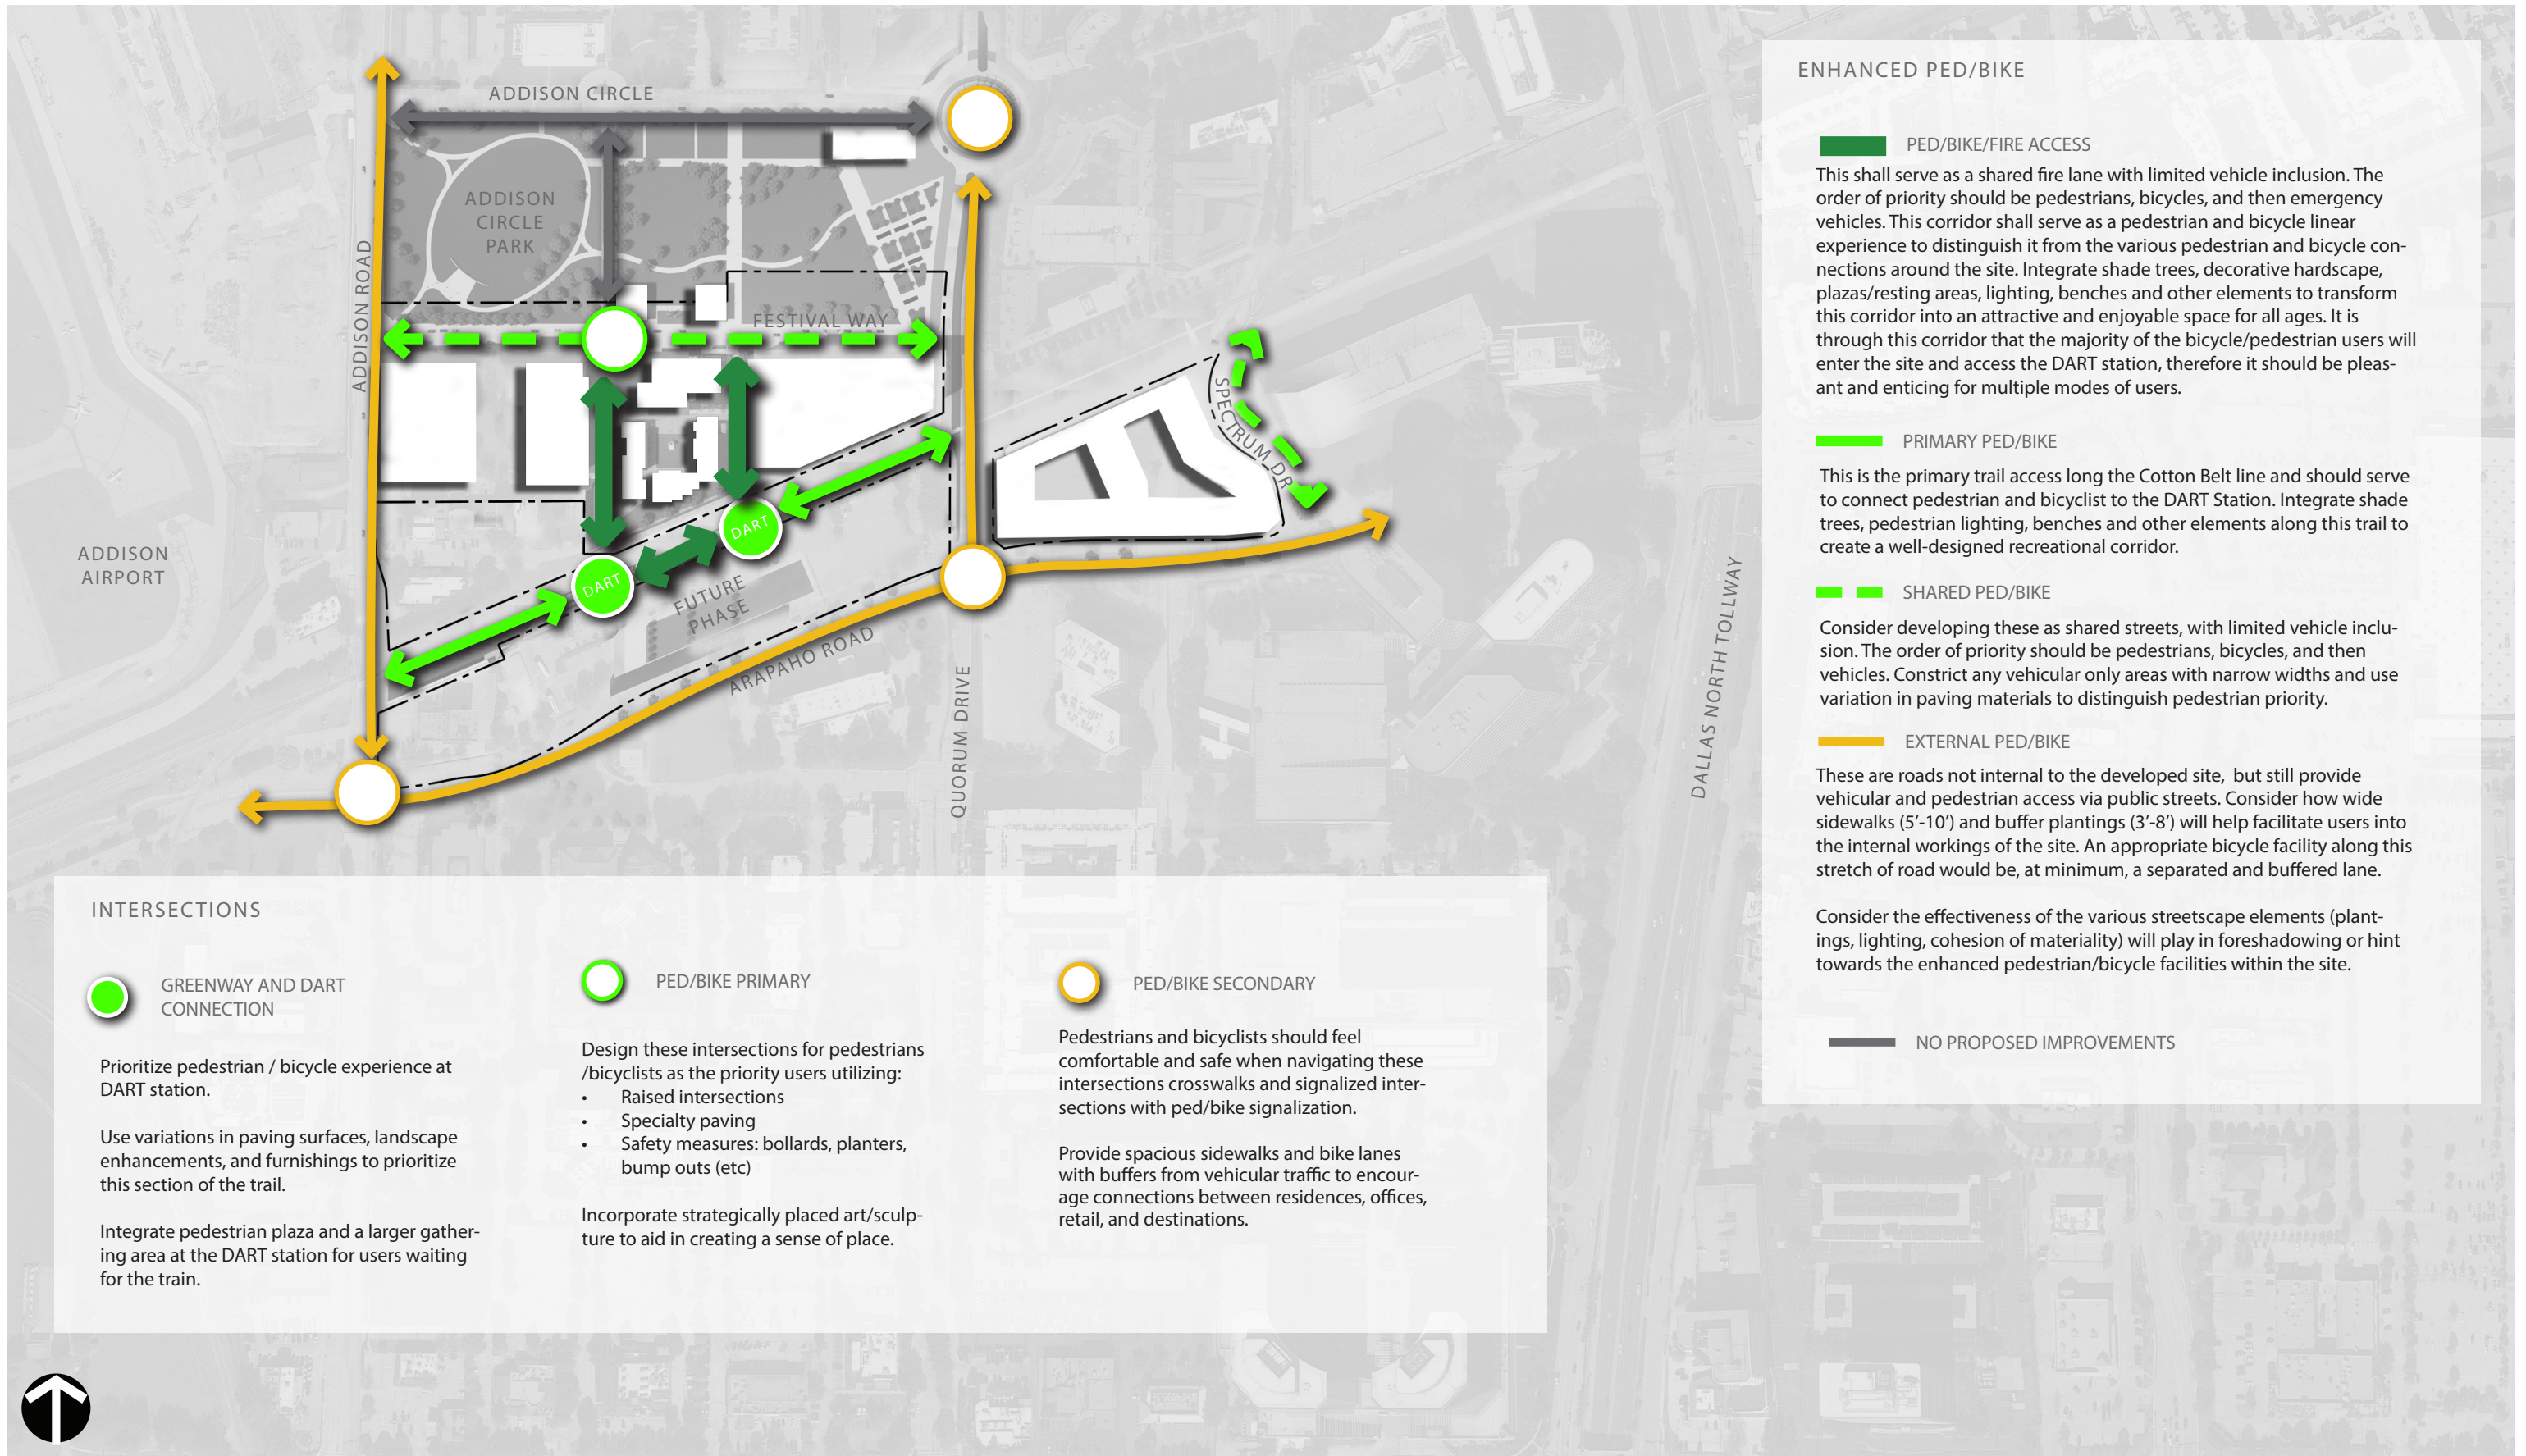 ADDISON CIRCLE
ADDISON
CIRCLE
PARK
ADDISON ROAD
FESTIVAL WAY
SPECTRUM DR
DART
DART
ADDISON
AIRPORT
FUTURE
PHASE
ARAPAHO ROAD
QUORUM DRIVE
DALLAS NORTH TOLLWAY
ENHANCED PED/BIKE
PED/BIKE/FIRE ACCESS
This shall serve as a shared fire lane with limited vehicle inclusion. The
order of priority should be pedestrians, bicycles, and then emergency
vehicles. This corridor shall serve as a pedestrian and bicycle linear
experience to distinguish it from the various pedestrian and bicycle con-
nections around the site. Integrate shade trees, decorative hardscape,
plazas/resting areas, lighting, benches and other elements to transform
this corridor into an attractive and enjoyable space for all ages. It is
through this corridor that the majority of the bicycle/pedestrian users will
enter the site and access the DART station, therefore it should be pleas-
ant and enticing for multiple modes of users.
PRIMARY PED/BIKE
This is the primary trail access long the Cotton Belt line and should serve
to connect pedestrian and bicyclist to the DART Station. Integrate shade
trees, pedestrian lighting, benches and other elements along this trail to
create a well-designed recreational corridor.
SHARED PED/BIKE
Consider developing these as shared streets, with limited vehicle inclu-
sion. The order of priority should be pedestrians, bicycles, and then
vehicles. Constrict any vehicular only areas with narrow widths and use
variation in paving materials to distinguish pedestrian priority.
EXTERNAL PED/BIKE
These are roads not internal to the developed site, but still provide
vehicular and pedestrian access via public streets. Consider how wide
sidewalks (5'-10') and buffer plantings (3'-8') will help facilitate users into
the internal workings of the site. An appropriate bicycle facility along this
stretch of road would be, at minimum, a separated and buffered lane.
Consider the effectiveness of the various streetscape elements (plant-
ings, lighting, cohesion of materiality) will play in foreshadowing or hint
towards the enhanced pedestrian/bicycle facilities within the site.
NO PROPOSED IMPROVEMENTS
INTERSECTIONS
GREENWAY AND DART
CONNECTION
Prioritize pedestrian / bicycle experience at
DART station.
Use variations in paving surfaces, landscape
enhancements, and furnishings to prioritize
this section of the trail.
Integrate pedestrian plaza and a larger gather-
ing area at the DART station for users waiting
for the train.
PED/BIKE PRIMARY
Design these intersections for pedestrians
/bicyclists as the priority users utilizing:
• Raised intersections
• Specialty paving
• Safety measures: bollards, planters,
bump outs (etc)
Incorporate strategically placed art/sculp-
ture to aid in creating a sense of place.
PED/BIKE SECONDARY
Pedestrians and bicyclists should feel
comfortable and safe when navigating these
intersections crosswalks and signalized inter-
sections with ped/bike signalization.
Provide spacious sidewalks and bike lanes
with buffers from vehicular traffic to encour-
age connections between residences, offices,
retail, and destinations.